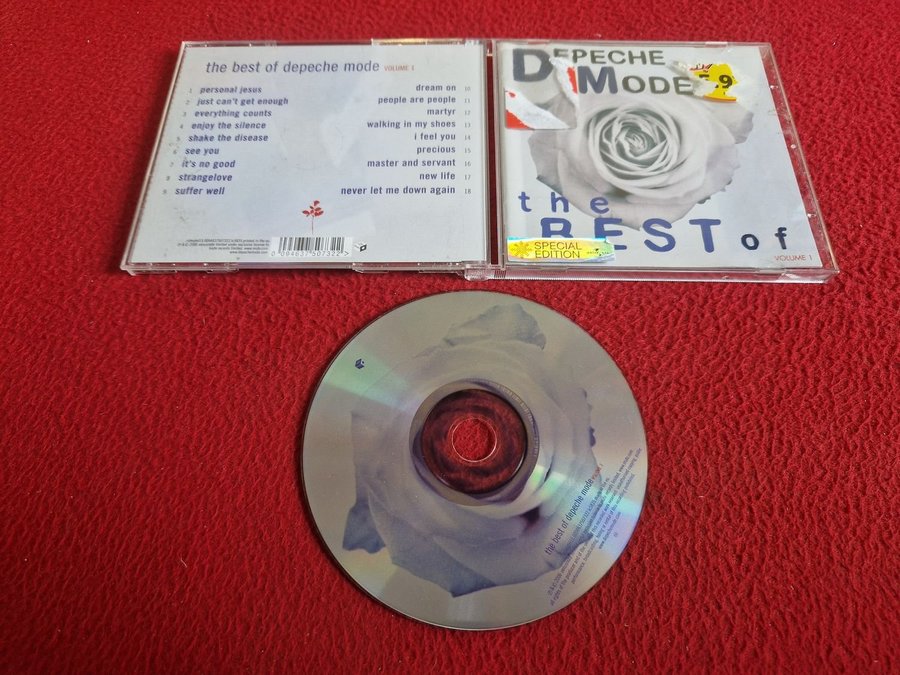 the best of depeche mode VOLUME 1
1 personal jesus
2 just can't get enough
3 everything counts
4 enjoy the silence
5 shake the disease
6 see you
7 it's no good
8 strangelove
9 suffer well
dream on 10
people are people 11
martyr 12
walking in my shoes 13
i feel you 14
precious 15
master and servant 16
new life 17
never let me down again 18
0 094637 507322 >
DEPECHE
MODE
.9
the
BEST of
VOLUME 1
SPECIAL
EDITION
the best of depeche mode